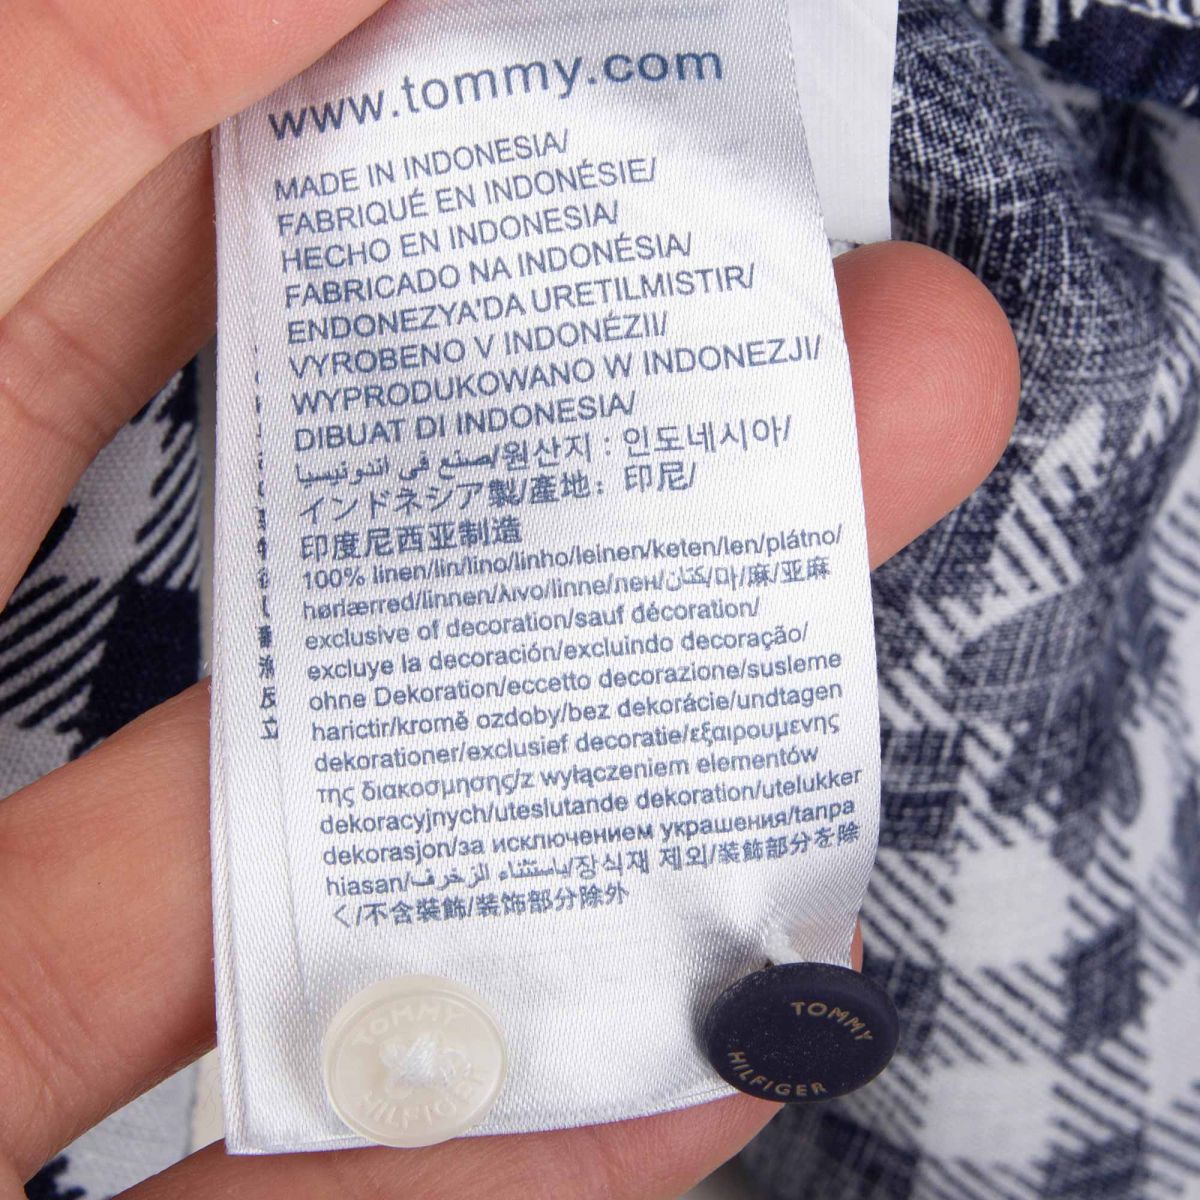 www.tommy.com
MADE IN INDONESIA/
FABRIQUÉ EN INDONÉSIE/
HECHO EN INDONESIA/
FABRICADO NA INDONÉSIA/
ENDONEZYA'DA URETILMISTIR/
VYROBENO V INDONÉZII/
WYPRODUKOWANO W INDONEZJI/
DIBUAT DI INDONESIA/
صنع في اندونيسيا/원산지 : 인도네시아/
インドネシア製/產地： 印尼/
印度尼西亚制造
100% linen/lin/lino/linho/leinen/keten/len/plátno/
hørlærred/linnen/λινο/linne/лен/كتان/마/麻/亚麻
exclusive of decoration/sauf décoration/
excluye la decoración/excluindo decoração/
ohne Dekoration/eccetto decorazione/susleme
harictir/kromě ozdoby/bez dekorácie/undtagen
dekorationer/exclusief decoratie/εξαιρουμενης
της διακοσμησης/z wyłączeniem elementów
dekoracyjnych/uteslutande dekoration/utelukker
dekorasjon/за исключением украшения/tanpa
hiasan/باستثناء الزخرف/장식재 제외/装飾部分を除
く/不含裝飾/装饰部分除外
TOMMY
HILFIGER
TOMMY
HILFIGER